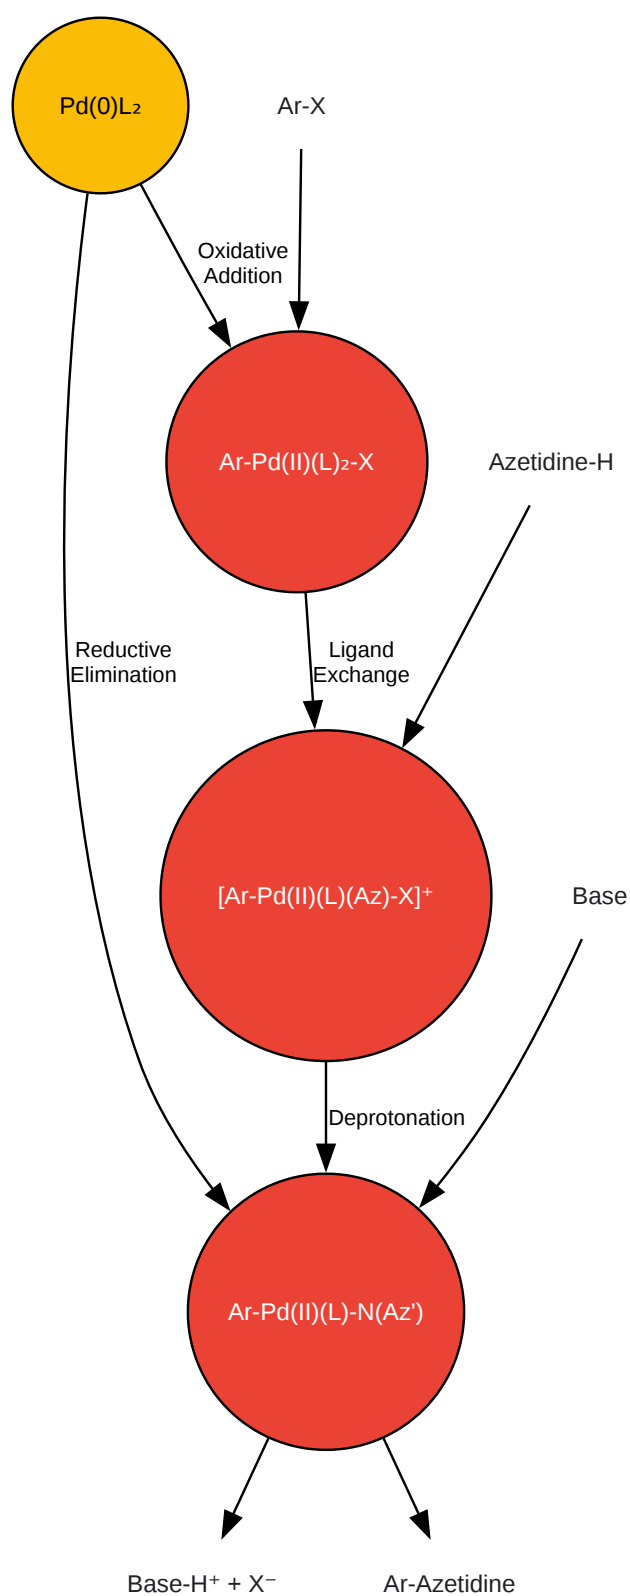 Pd(0)L₂
Ar-X
Oxidative
Addition
Ar-Pd(II)(L)₂-X
Azetidine-H
Reductive
Elimination
Ligand
Exchange
[Ar-Pd(II)(L)(Az)-X]⁺
Base
Deprotonation
Ar-Pd(II)(L)-N(Az')
Base-H⁺ + X⁻
Ar-Azetidine